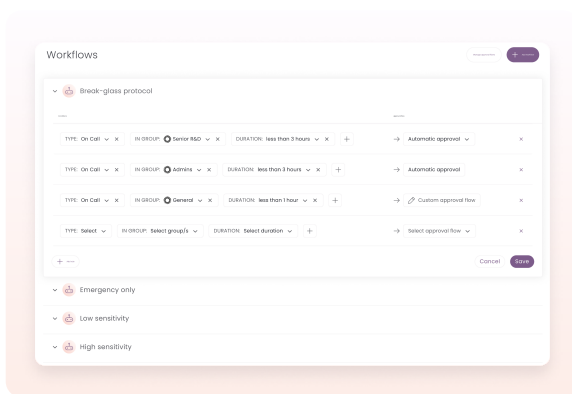 Workflows
Break-glass protocol
TYPE: On Call IN GROUP: Senior R&D DURATION: less than 3 hours Automatic approval
TYPE: On Call IN GROUP: Admins DURATION: less than 3 hours Automatic approval
TYPE: On Call IN GROUP: General DURATION: less than 1 hour Custom approval flow
TYPE: Select IN GROUP: Select group/s DURATION: Select duration Select approval flow
Cancel Save
Emergency only
Low sensitivity
High sensitivity